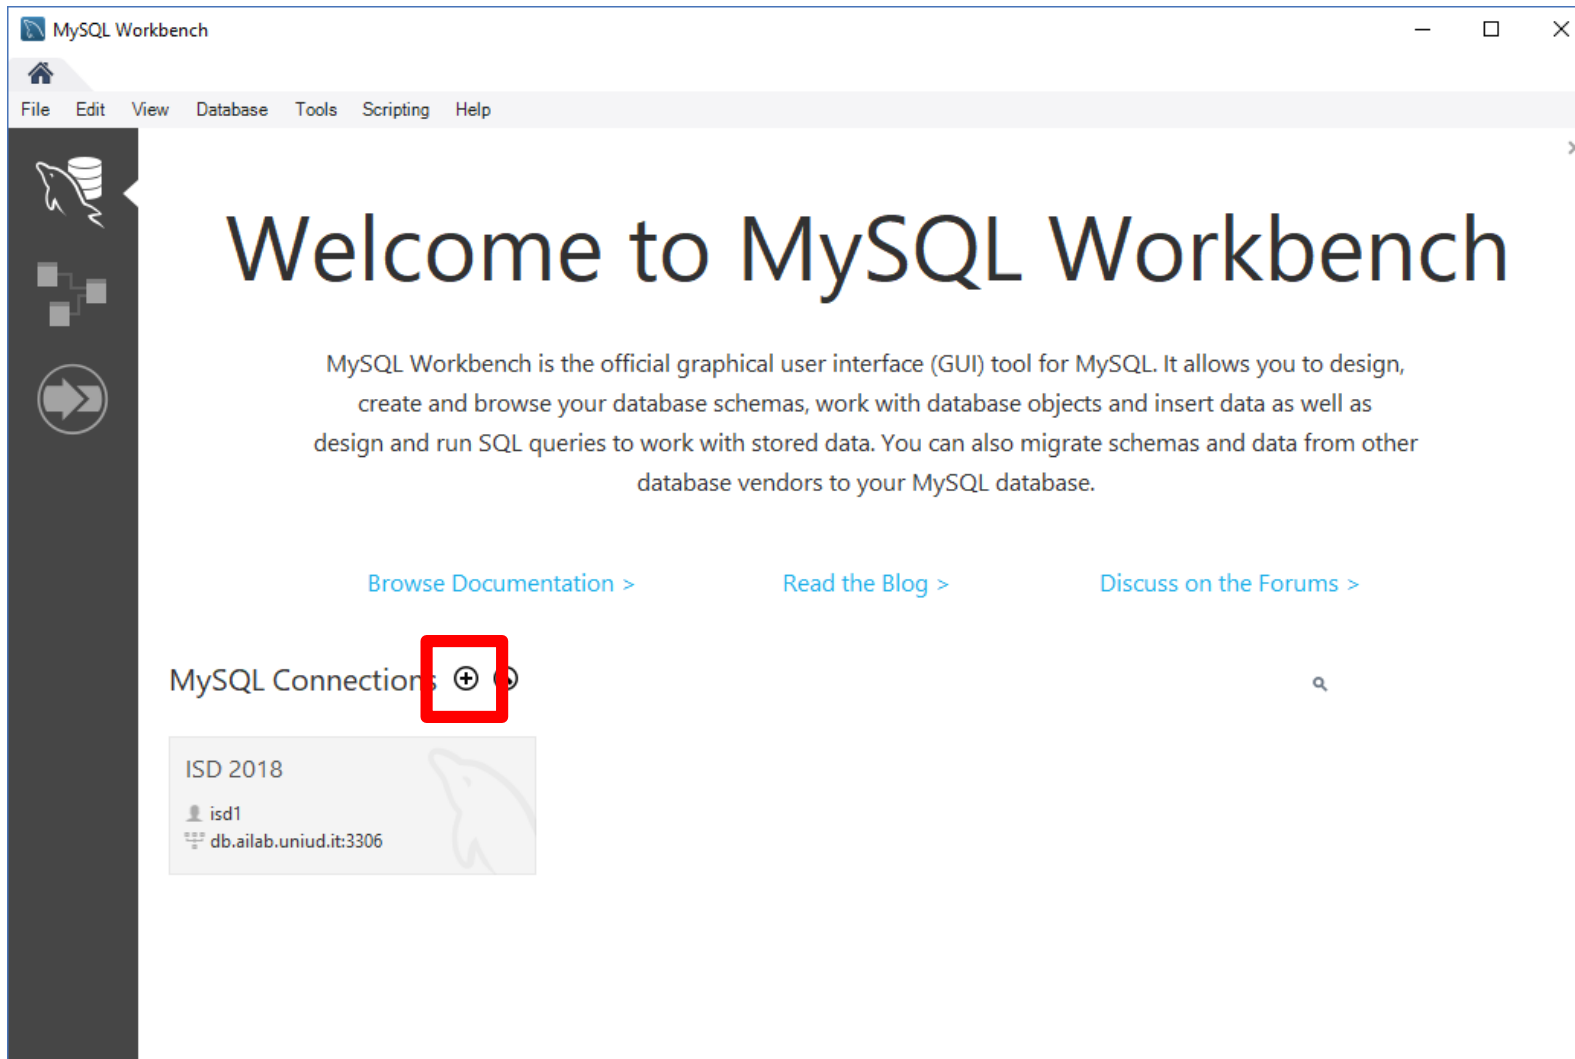 MySQL Workbench
File Edit View Database Tools Scripting Help
Welcome to MySQL Workbench
MySQL Workbench is the official graphical user interface (GUI) tool for MySQL. It allows you to design,
create and browse your database schemas, work with database objects and insert data as well as
design and run SQL queries to work with stored data. You can also migrate schemas and data from other
database vendors to your MySQL database.
Browse Documentation > Read the Blog > Discuss on the Forums >
MySQL Connections
ISD 2018
isd1
db.ailab.uniud.it:3306